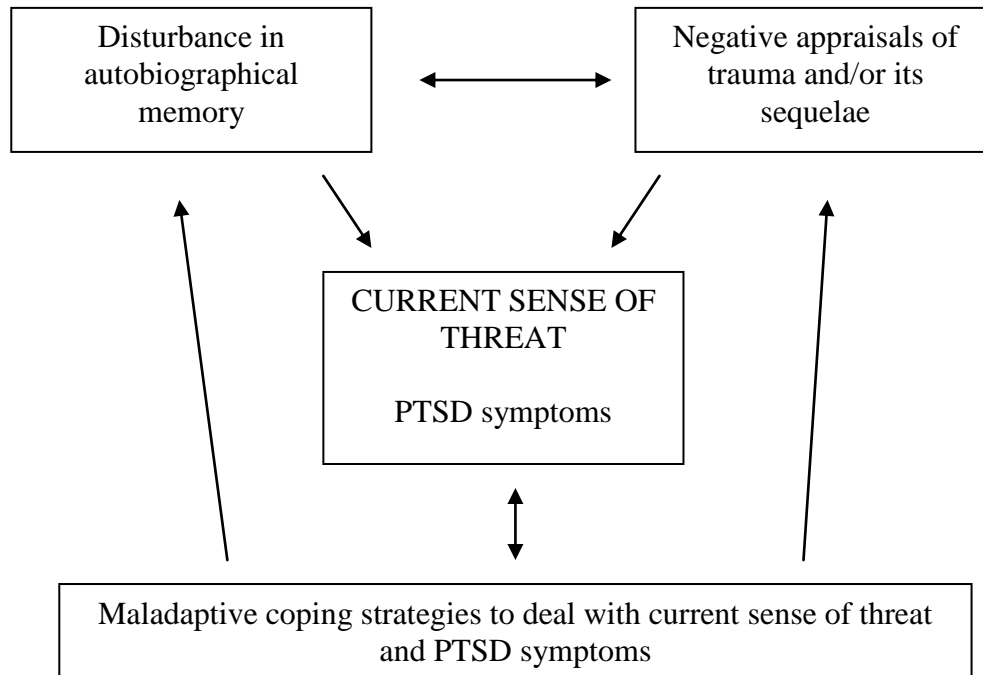 Disturbance in
autobiographical
memory
Negative appraisals of
trauma and/or its
sequelae
CURRENT SENSE OF
THREAT
PTSD symptoms
Maladaptive coping strategies to deal with current sense of threat
and PTSD symptoms